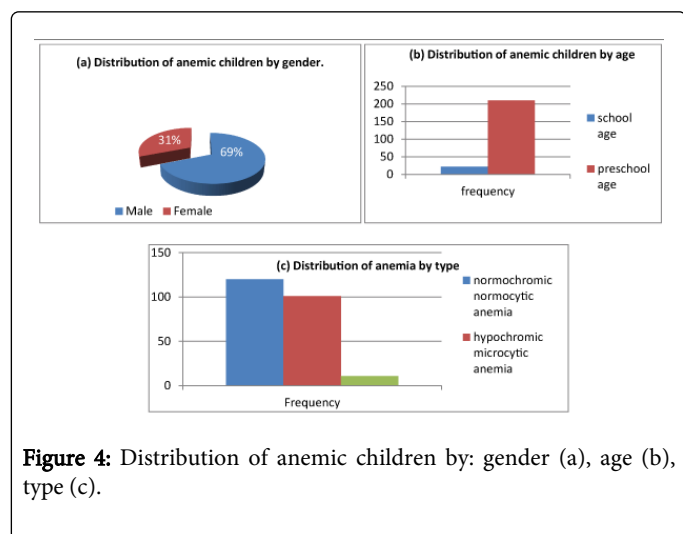 (a) Distribution of anemic children by gender.
31%
69%
Male Female
(b) Distribution of anemic children by age
250
200
150
100
50
0
frequency
school
age
preschool
age
(c) Distribution of anemia by type
150
100
50
0
Frequency
normochromic
normocytic
anemia
hypochromic
microcytic
anemia
Figure 4: Distribution of anemic children by: gender (a), age (b),
type (c).